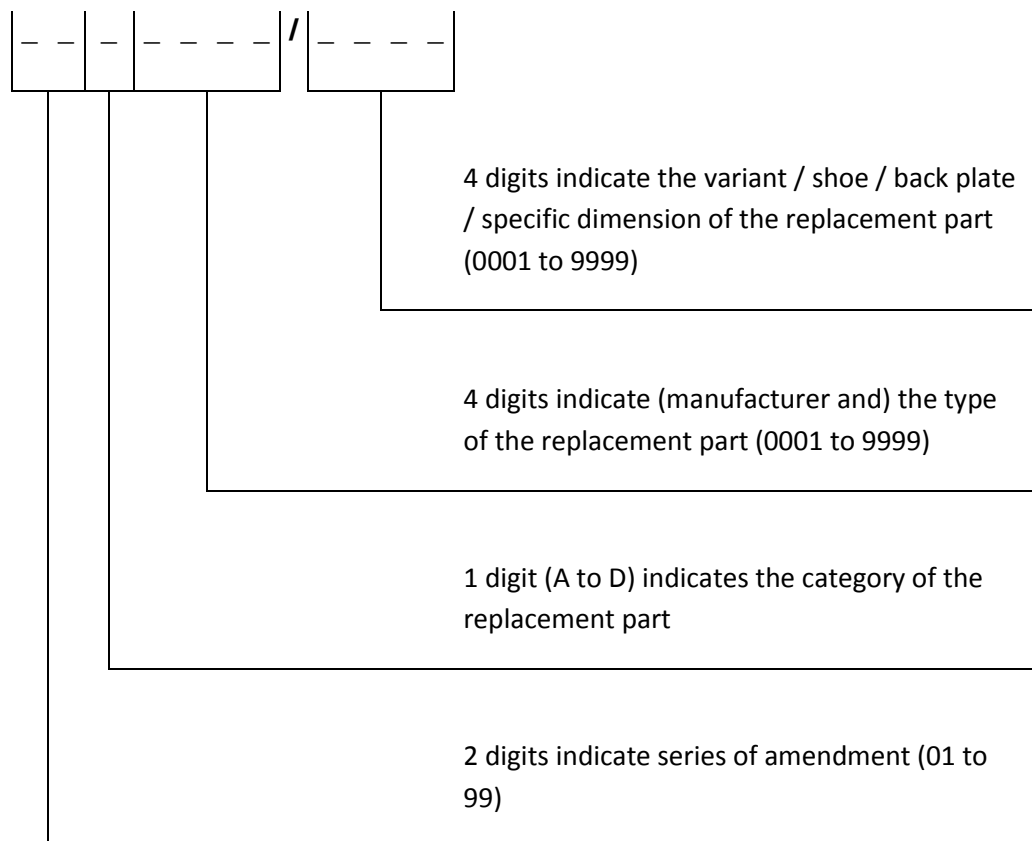 _ _ _ _ _ _ _ / _ _ _ _
4 digits indicate the variant / shoe / back plate
/ specific dimension of the replacement part
(0001 to 9999)
4 digits indicate (manufacturer and) the type
of the replacement part (0001 to 9999)
1 digit (A to D) indicates the category of the
replacement part
2 digits indicate series of amendment (01 to
99)